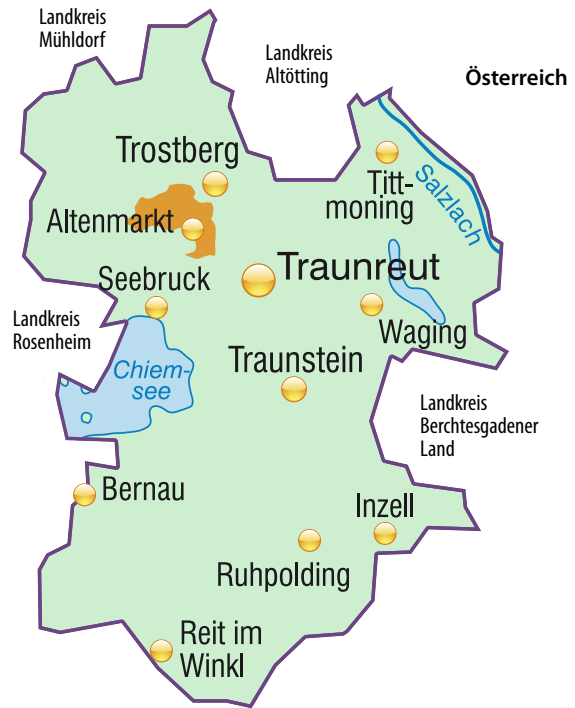 Landkreis
Mühldorf
Landkreis
Altötting
Österreich
Trostberg
Titt-
moning
Salzlach
Altenmarkt
Traunreut
Seebruck
Waging
Landkreis
Rosenheim
Chiem-
see
Traunstein
Landkreis
Berchtesgadener
Land
Bernau
Inzell
Ruhpolding
Reit im
Winkl